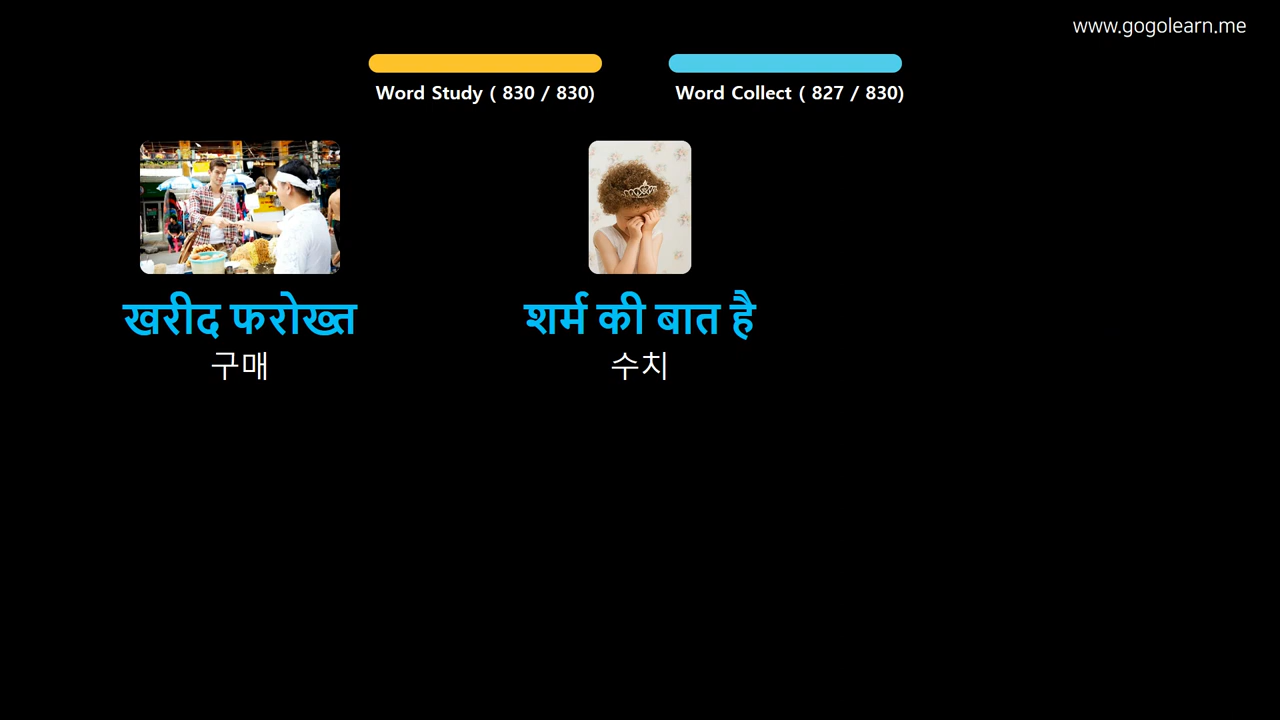 www.gogolearn.me
Word Study ( 830 / 830)
Word Collect ( 827 / 830)
खरीद फरोख्त
구매
शर्म की बात है
수치